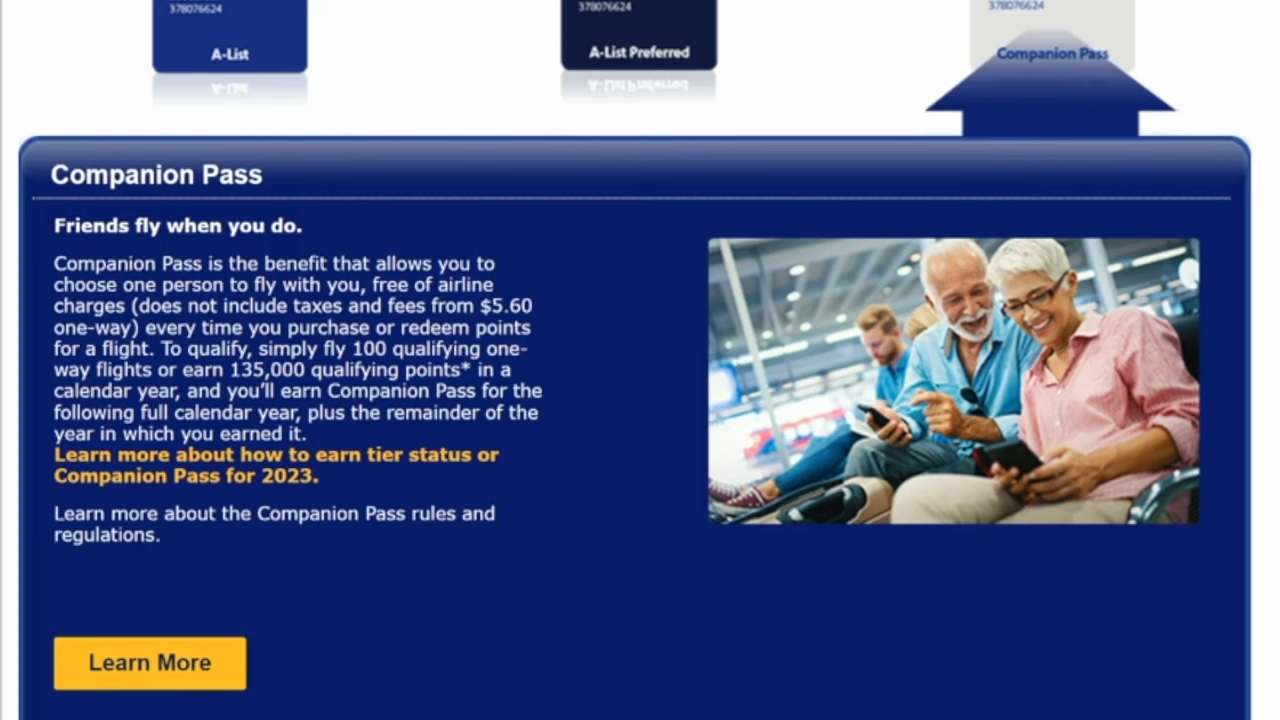 378076624
378076624
378076624
A-List
A-List Preferred
Companion Pass
A-List
A-List Preferred
Companion Pass
Friends fly when you do.
Companion Pass is the benefit that allows you to
choose one person to fly with you, free of airline
charges (does not include taxes and fees from $5.60
one-way) every time you purchase or redeem points
for a flight. To qualify, simply fly 100 qualifying one-
way flights or earn 135,000 qualifying points* in a
calendar year, and you’ll earn Companion Pass for the
following full calendar year, plus the remainder of the
year in which you earned it.
Learn more about how to earn tier status or
Companion Pass for 2023.
Learn more about the Companion Pass rules and
regulations.
Learn More